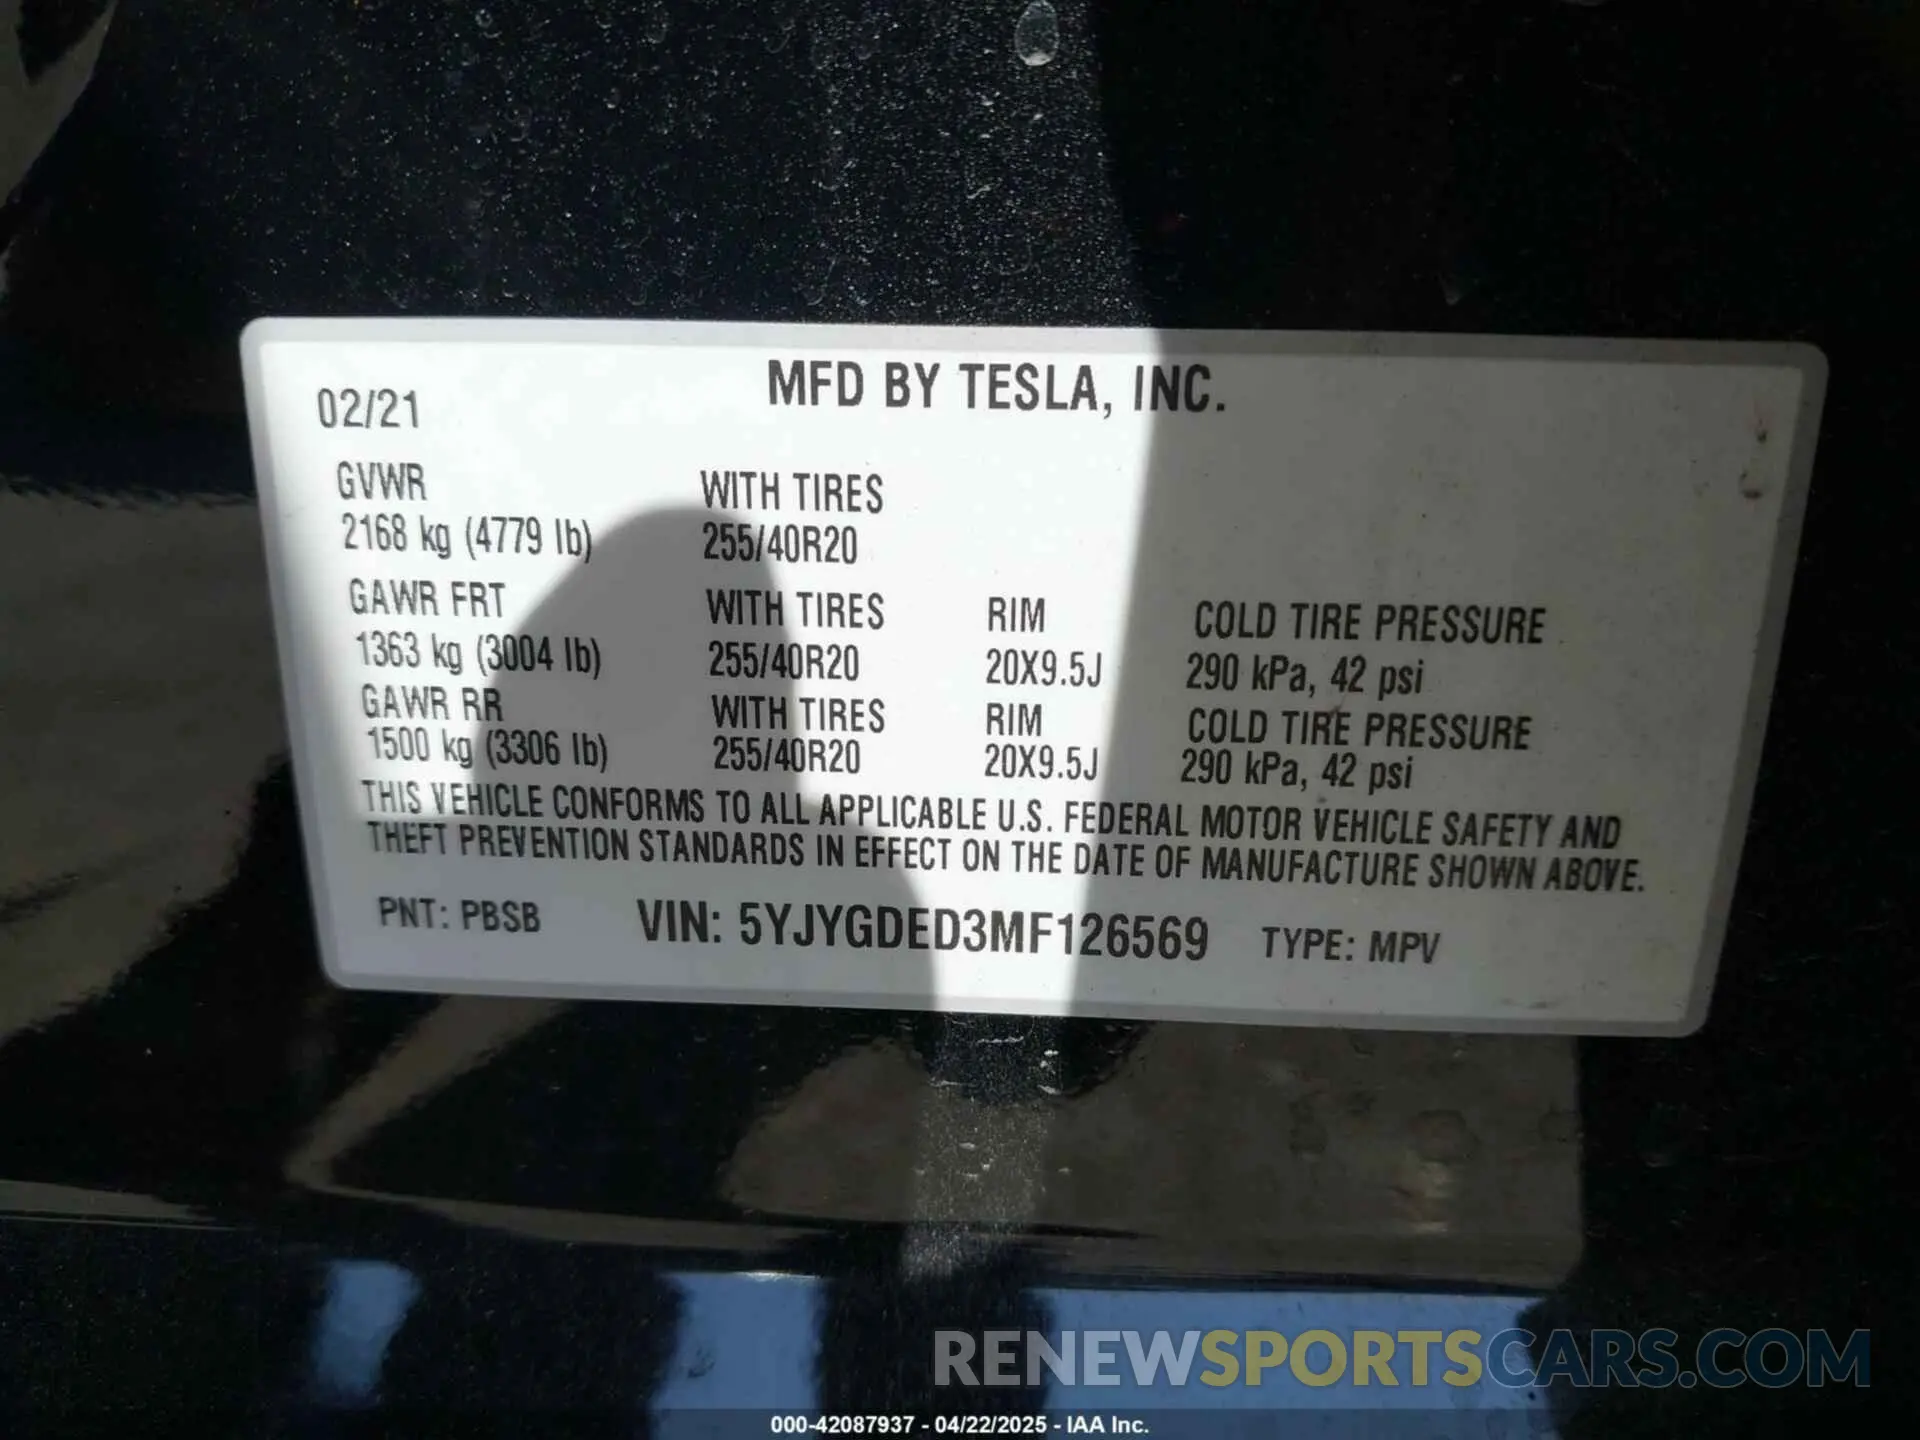 MFD BY TESLA, INC.
02/21
GVWR WITH TIRES
2168 kg (4779 lb) 255/40R20
GAWR FRT WITH TIRES RIM COLD TIRE PRESSURE
1363 kg (3004 lb) 255/40R20 20X9.5J 290 kPa, 42 psi
GAWR RR WITH TIRES RIM COLD TIRE PRESSURE
1500 kg (3306 lb) 255/40R20 20X9.5J 290 kPa, 42 psi
THIS VEHICLE CONFORMS TO ALL APPLICABLE U.S. FEDERAL MOTOR VEHICLE SAFETY AND
THEFT PREVENTION STANDARDS IN EFFECT ON THE DATE OF MANUFACTURE SHOWN ABOVE.
PNT: PBSB VIN: 5YJYGDED3MF126569 TYPE: MPV
RENEWSPORTSCARS.COM
000-42087937 - 04/22/2025 - IAA Inc.